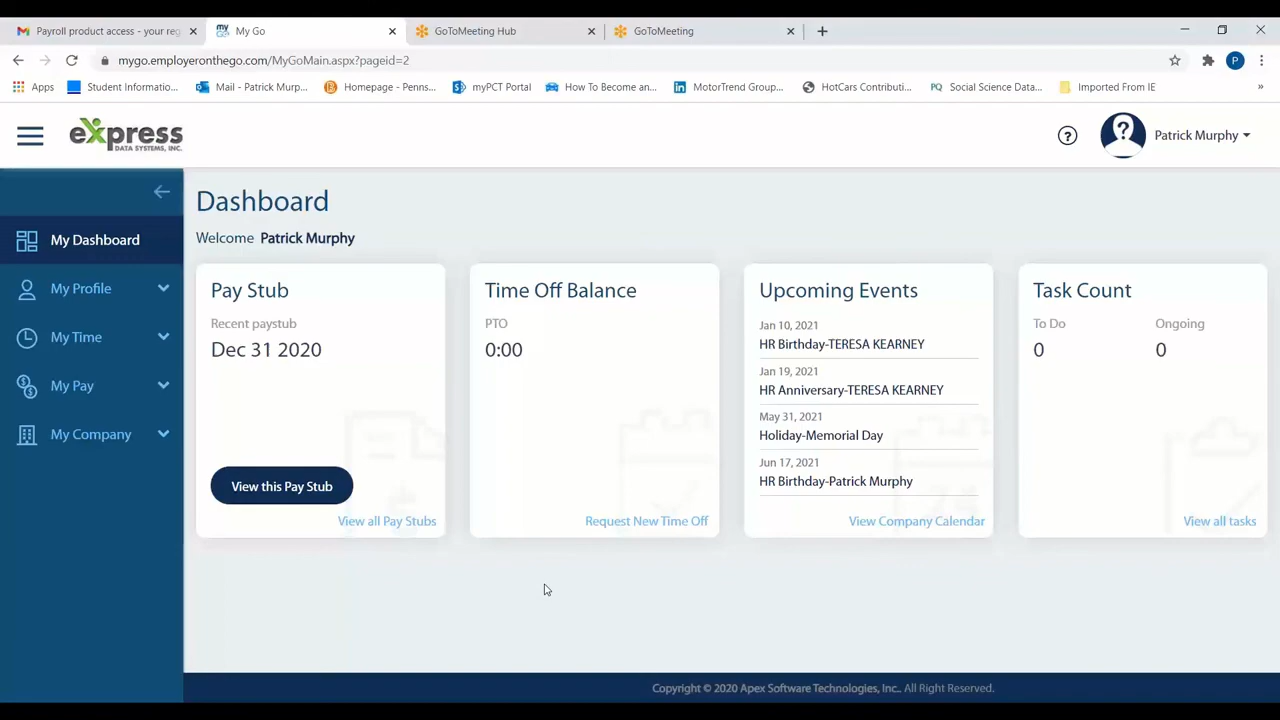 Payroll product access - your reg
My Go
GoToMeeting Hub
GoToMeeting
mygo.employeronthego.com/MyGoMain.aspx?pageid=2
P
Apps
Student Informatio...
Mail - Patrick Murp...
Homepage - Penns...
myPCT Portal
How To Become an...
MotorTrend Group...
HotCars Contributi...
PQ Social Science Data...
Imported From IE
»
eXpress
DATA SYSTEMS, INC.
?
?
Patrick Murphy
Dashboard
Welcome Patrick Murphy
My Dashboard
My Profile
My Time
My Pay
My Company
Pay Stub
Recent paystub
Dec 31 2020
View this Pay Stub
View all Pay Stubs
Time Off Balance
PTO
0:00
Request New Time Off
Upcoming Events
Jan 10, 2021
HR Birthday-TERESA KEARNEY
Jan 19, 2021
HR Anniversary-TERESA KEARNEY
May 31, 2021
Holiday-Memorial Day
Jun 17, 2021
HR Birthday-Patrick Murphy
View Company Calendar
Task Count
To Do Ongoing
0 0
View all tasks
Copyright © 2020 Apex Software Technologies, Inc.. All Right Reserved.